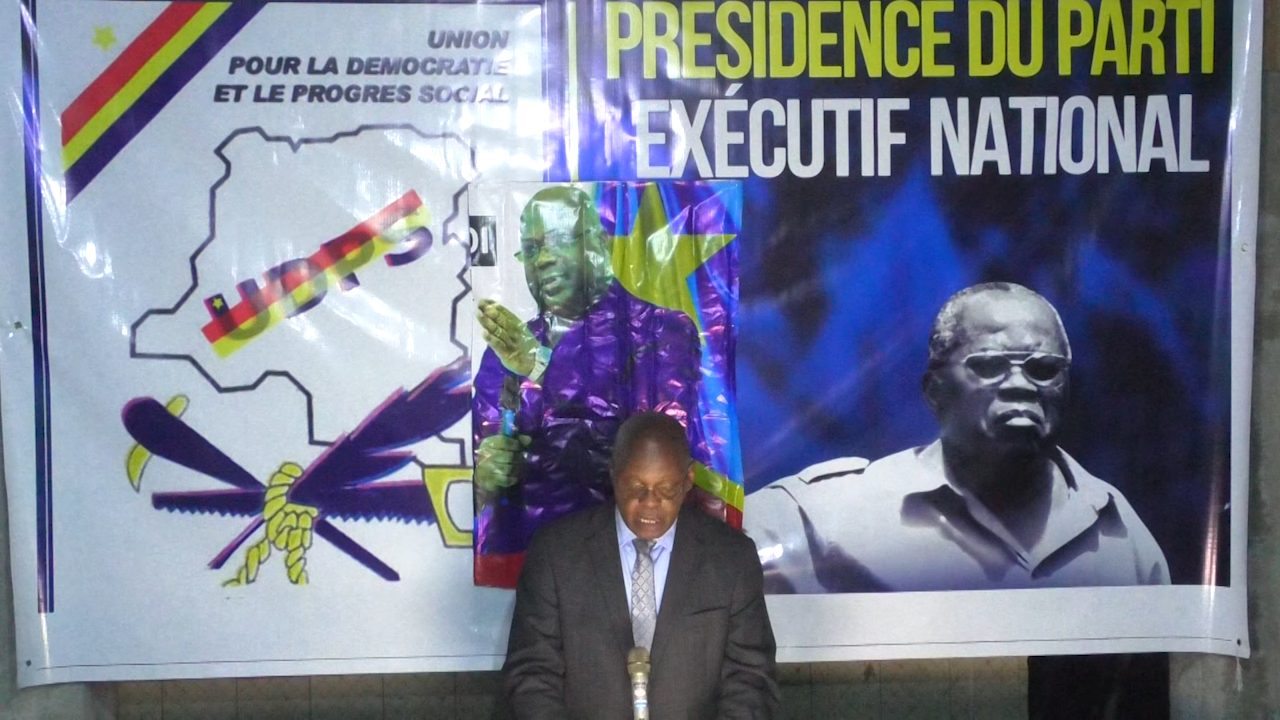 UNION
POUR LA DEMOCRATIE
ET LE PROGRES SOCIAL
UDPS
PRESIDENCE DU PARTI
EXÉCUTIF NATIONAL